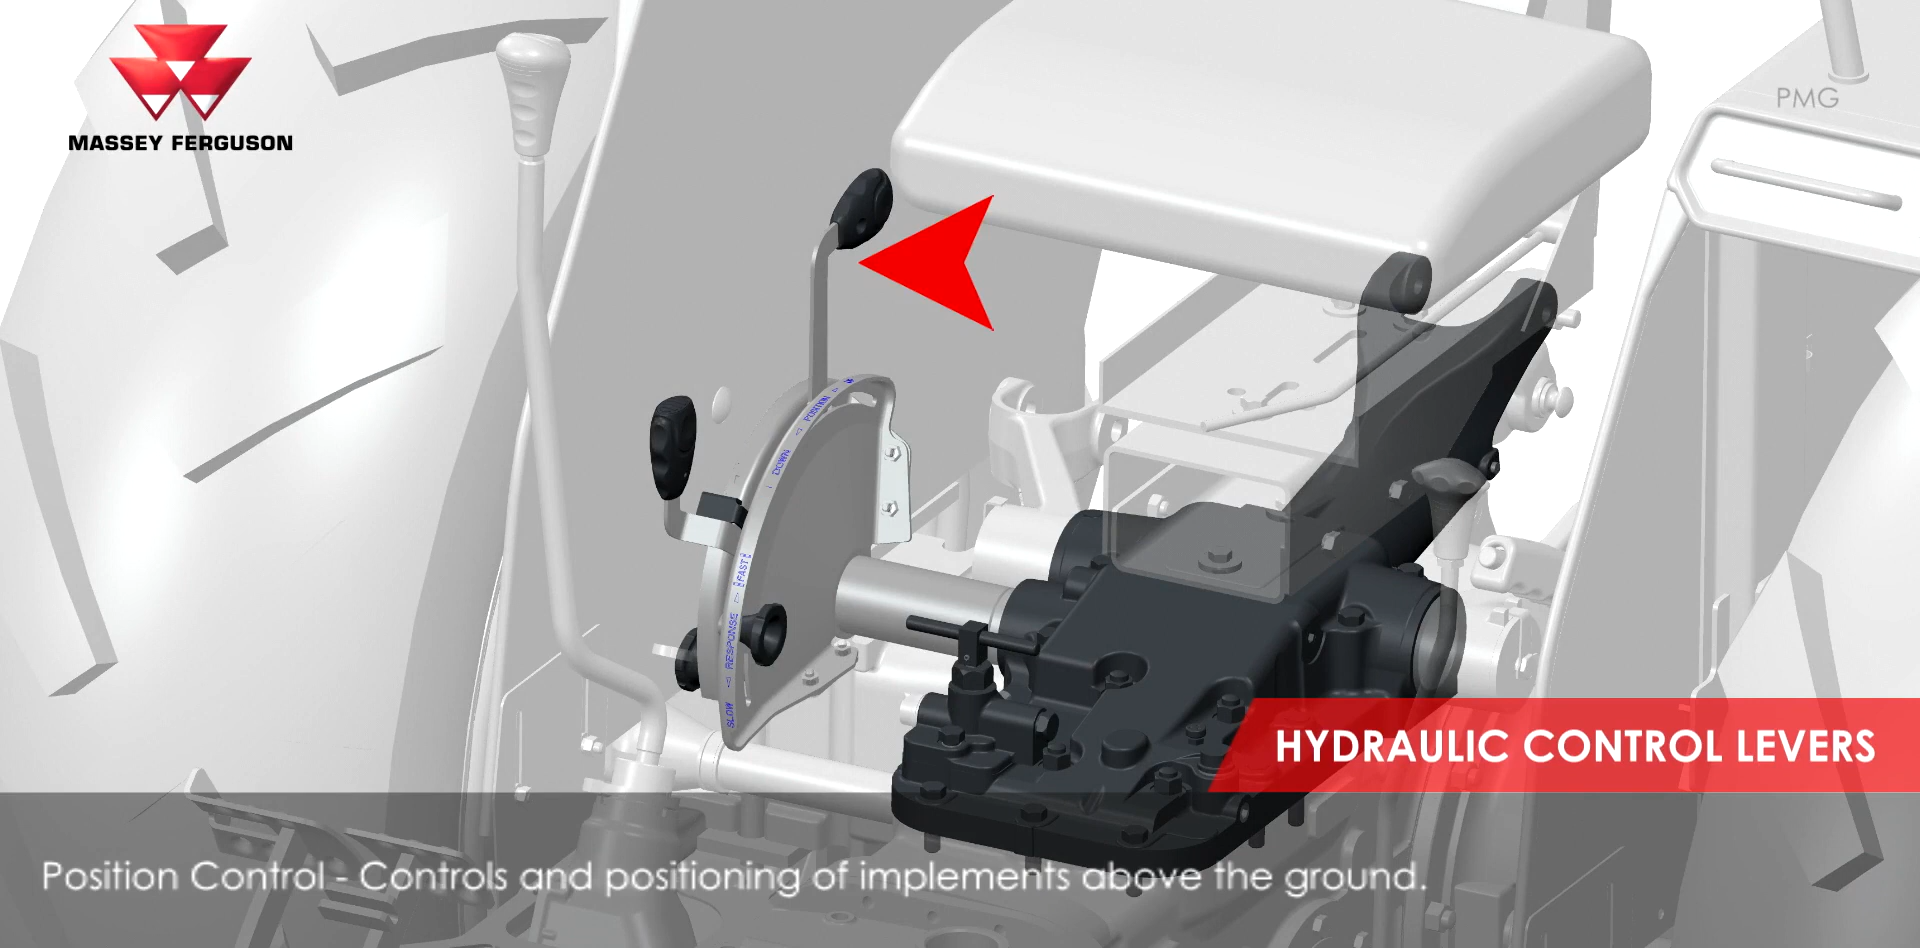 MASSEY FERGUSON
PMG
DOWN
POSITION
FAST
RESPONSE
SLOW
HYDRAULIC CONTROL LEVERS
Position Control - Controls and positioning of implements above the ground.